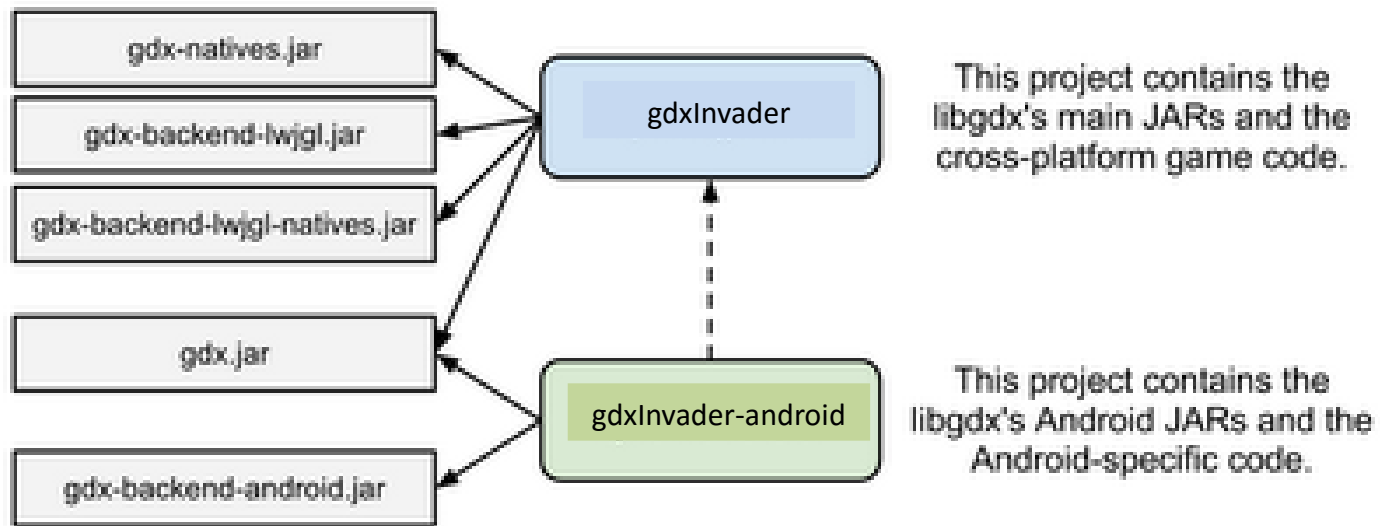 gdx-natives.jar
gdx-backend-lwjgl.jar
gdx-backend-lwjgl-natives.jar
gdx.jar
gdx-backend-android.jar
gdxInvader
gdxInvader-android
This project contains the
libgdx's main JARs and the
cross-platform game code.
This project contains the
libgdx's Android JARs and the
Android-specific code.